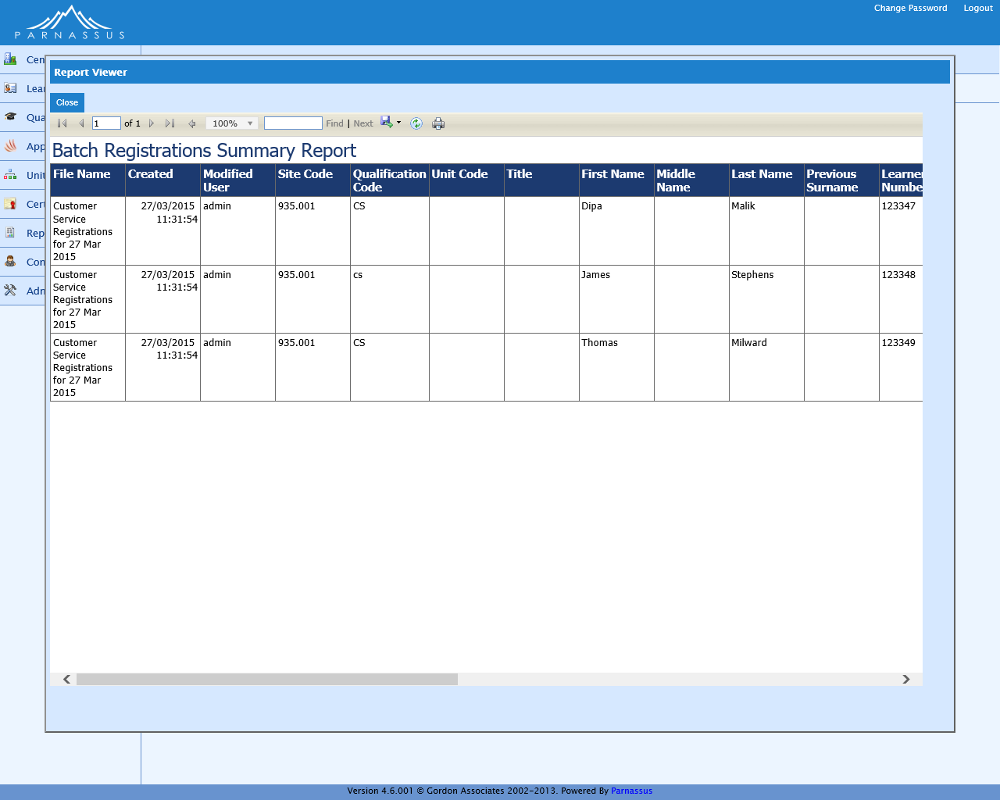 PARNASSUS
Change Password Logout
Cen
Lear
Qua
App
Unit
Cert
Rep
Con
Adm
Report Viewer
Close
1 of 1 100% Find | Next
Batch Registrations Summary Report
File Name Created Modified User Site Code Qualification Code Unit Code Title First Name Middle Name Last Name Previous Surname Learner Numbe
Customer Service Registrations for 27 Mar 2015 27/03/2015 11:31:54 admin 935.001 CS Dipa Malik 123347
Customer Service Registrations for 27 Mar 2015 27/03/2015 11:31:54 admin 935.001 cs James Stephens 123348
Customer Service Registrations for 27 Mar 2015 27/03/2015 11:31:54 admin 935.001 CS Thomas Milward 123349
Version 4.6.001 © Gordon Associates 2002-2013. Powered By Parnassus